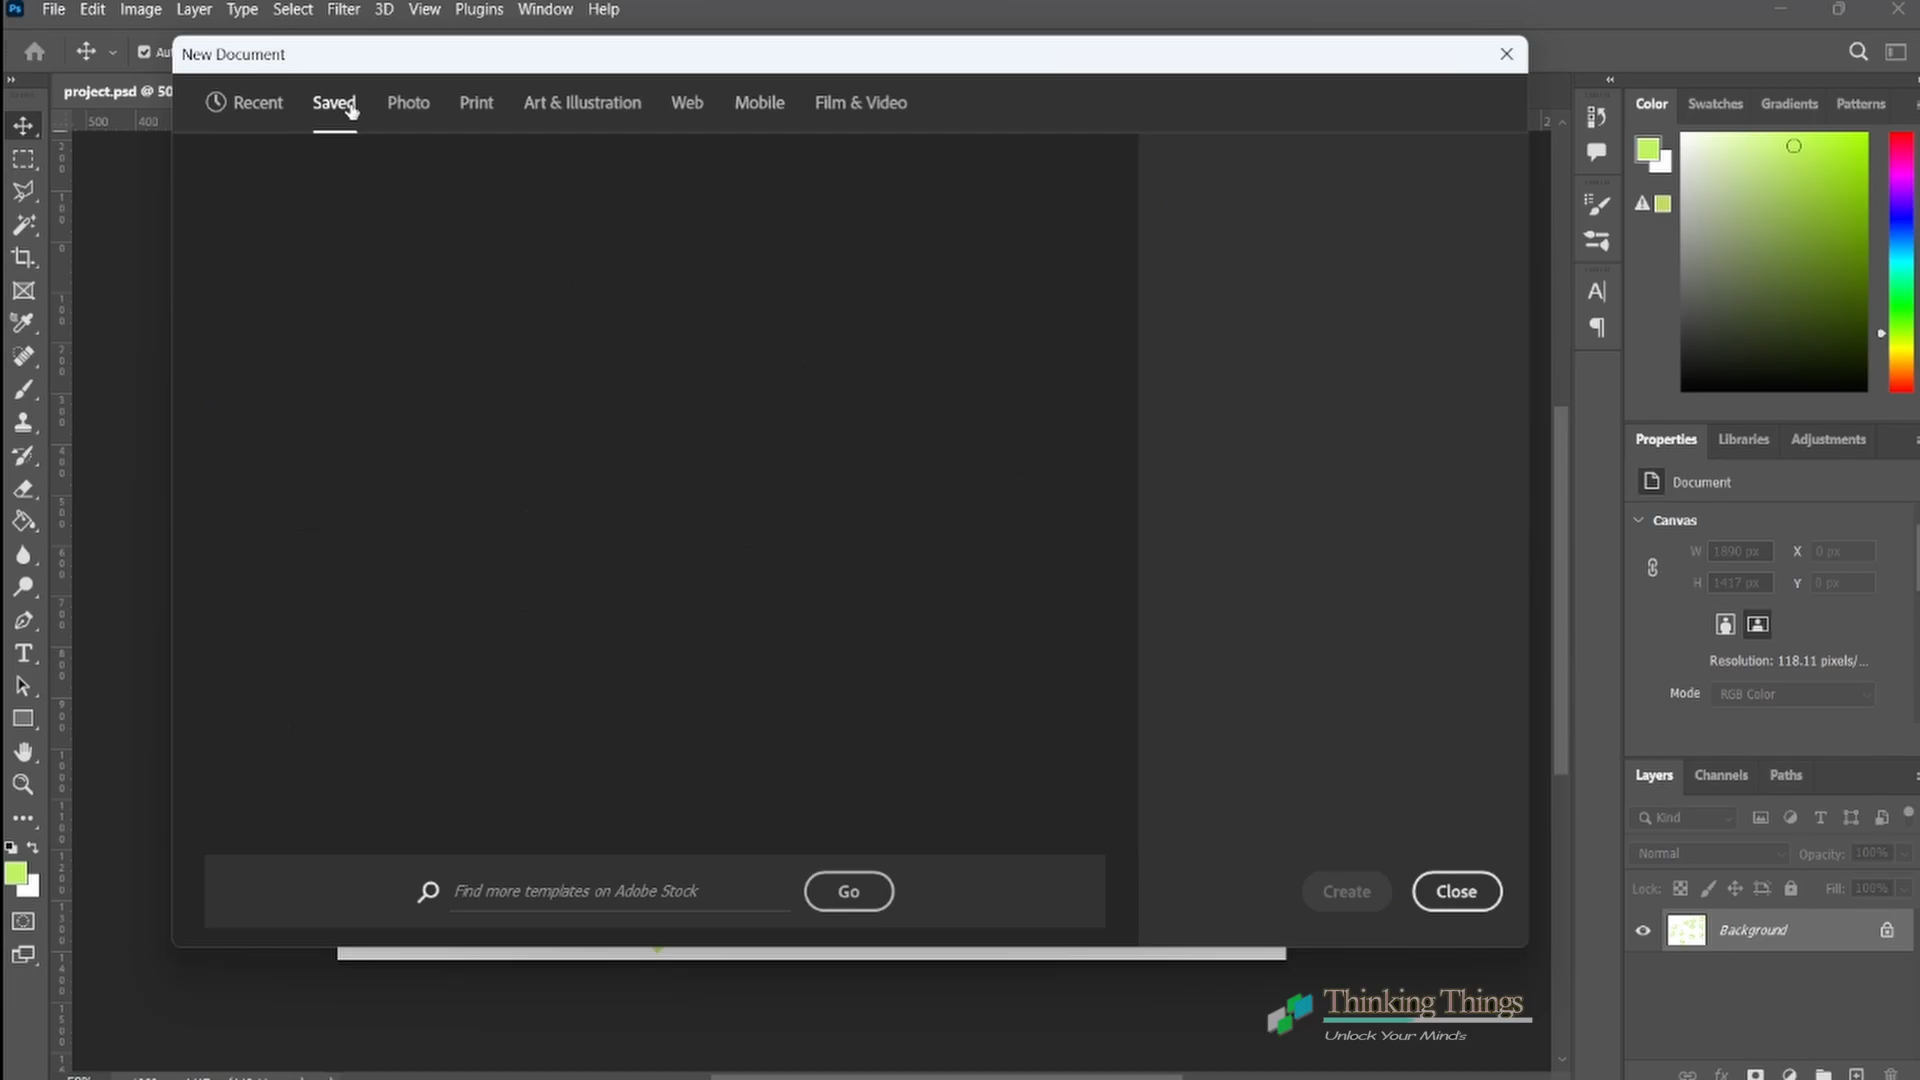 Ps File Edit Image Layer Type Select Filter 3D View Plugins Window Help
New Document
project.psd @ 50
Recent Saved Photo Print Art & Illustration Web Mobile Film & Video
500 400
Color Swatches Gradients Patterns
Properties Libraries Adjustments
Document
Canvas
W 1890 px X 0 px
H 1417 px Y 0 px
Resolution: 118.11 pixels/...
Mode RGB Color
Layers Channels Paths
Kind
Normal Opacity: 100%
Lock: Fill: 100%
Background
Find more templates on Adobe Stock Go
Create Close
Thinking Things
Unlock Your Minds